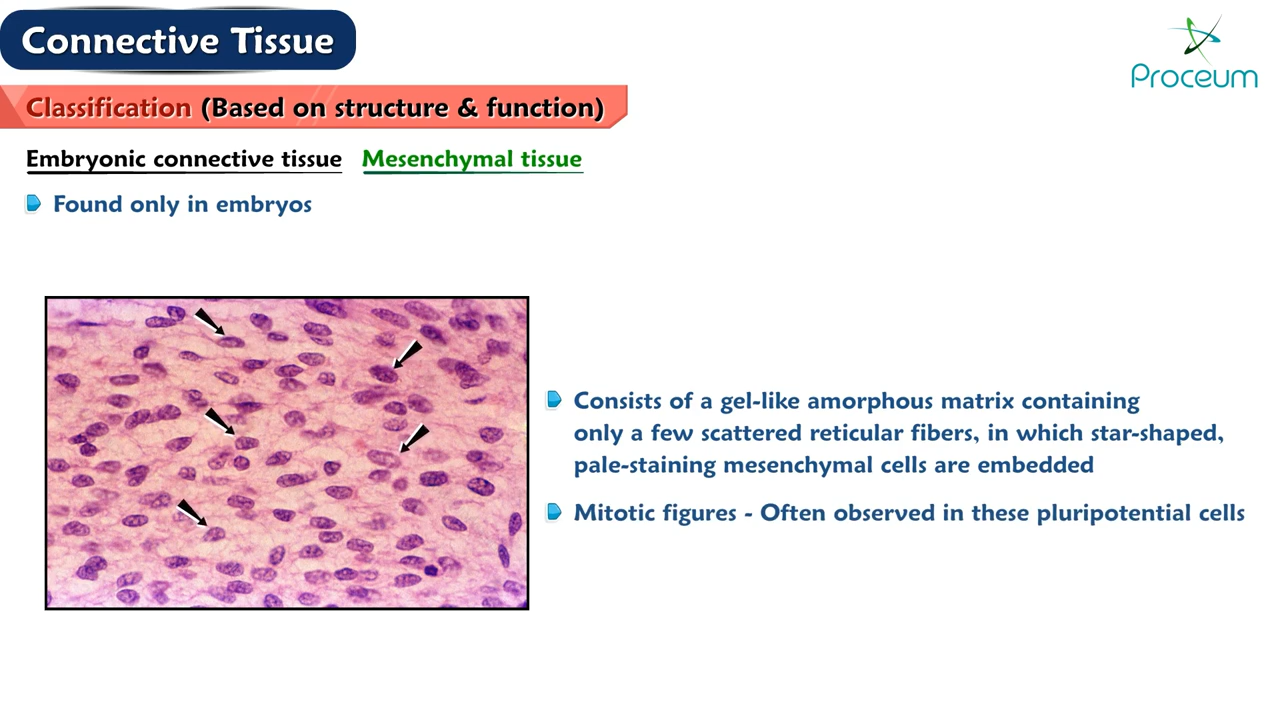 Connective Tissue
Proceum
Classification (Based on structure & function)
Embryonic connective tissue Mesenchymal tissue
Found only in embryos
Consists of a gel-like amorphous matrix containing
only a few scattered reticular fibers, in which star-shaped,
pale-staining mesenchymal cells are embedded
Mitotic figures - Often observed in these pluripotential cells